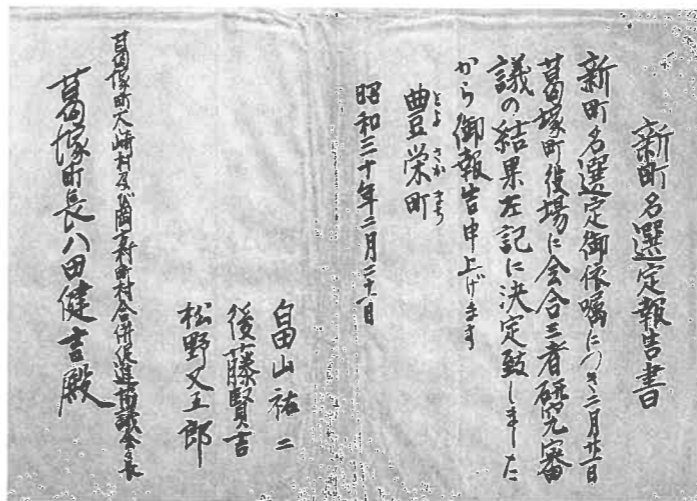 新町名選定報告書
新町名選定御依嘱につき二月廿一日
葛塚町役場に会合三者研究審
議の結果左記に決定致しました
から御報告申上げます
とよ さか まち
豊栄町
昭和三十年二月二十一日
畠山祐二
後藤賢吉
松野又五郎
葛塚町大崎村及び岡方村町村合併促進協議会々長
葛塚町長八田健吉殿